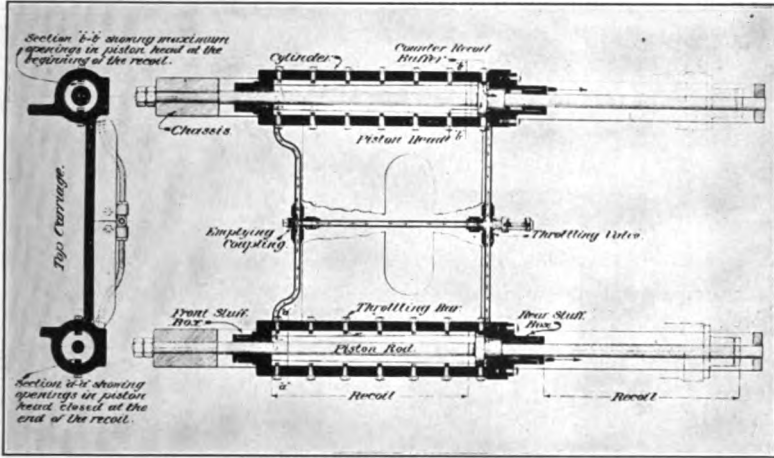 Section b-b showing maximum
openings in piston head at the
beginning of the recoil.
Cylinder
Counter Recoil
Buffer
b
Chassis.
Piston Head
b
Top Carriage.
Emptying
Coupling.
Throttling Valve.
Front Stuff.
Box
a
Throttling Bar.
Rear Stuff.
Box
Piston Rod.
Section a-a showing
openings in piston
head closed at the
end of the recoil.
a
Recoil
Recoil